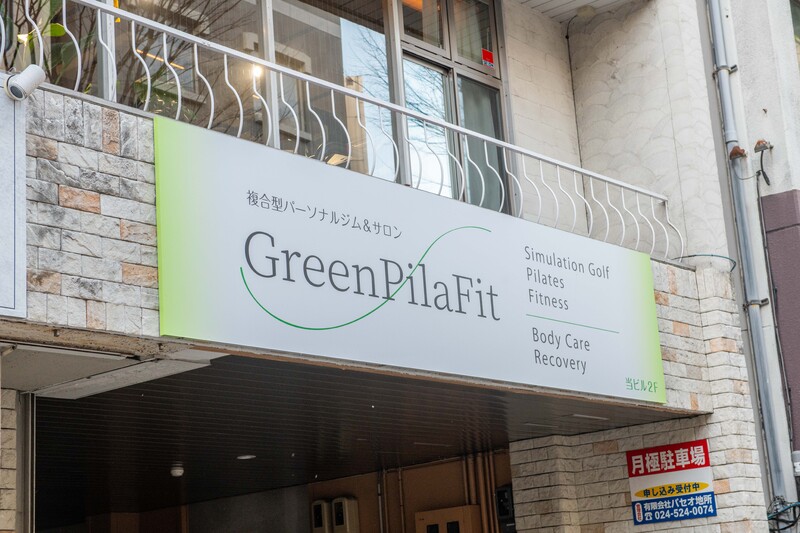 複合型パーソナルジム&サロン
GreenPilaFit
Simulation Golf
Pilates
Fitness
Body Care
Recovery
当ビル2F
月極駐車場
申し込み受付中
有限会社パセオ地所
☎024-524-0074